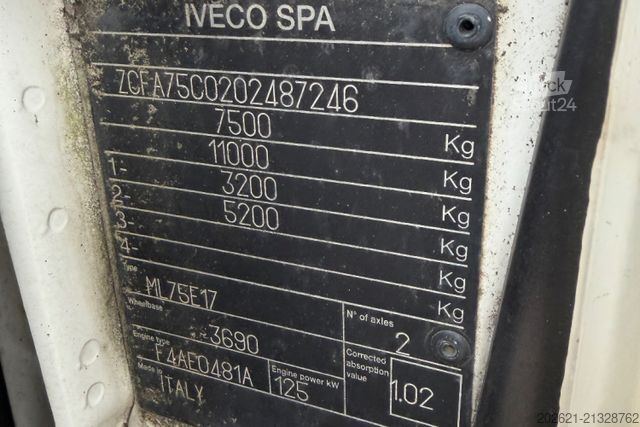 IVECO SPA
ZCFA75C0202487246
7500 Kg
11000 Kg
1- 3200 Kg
2- 5200 Kg
3- Kg
4- Kg
Type ML75E17
Wheelbase 3690
N° of axles 2
Engine type F4AE0481A
Engine power kW 125
Corrected absorption value 1.02
Made in ITALY
202621-21328762